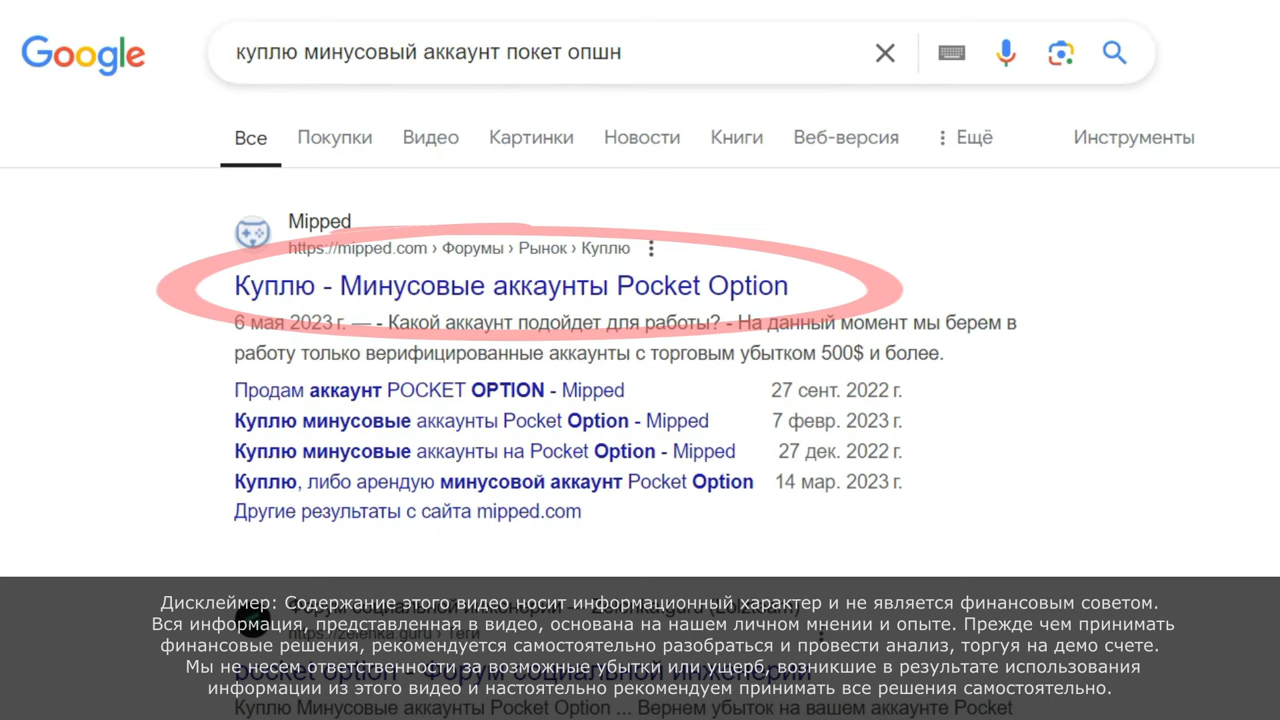 Google
куплю минусовый аккаунт покет опшн
Все Покупки Видео Картинки Новости Книги Веб-версия Ещё Инструменты
Mipped
https://mipped.com › Форумы › Рынок › Куплю
Куплю - Минусовые аккаунты Pocket Option
6 мая 2023 г. — - Какой аккаунт подойдет для работы? - На данный момент мы берем в
работу только верифицированные аккаунты с торговым убытком 500$ и более.
Продам аккаунт POCKET OPTION - Mipped 27 сент. 2022 г.
Куплю минусовые аккаунты Pocket Option - Mipped 7 февр. 2023 г.
Куплю минусовые аккаунты на Pocket Option - Mipped 27 дек. 2022 г.
Куплю, либо арендую минусовой аккаунт Pocket Option 14 мар. 2023 г.
Другие результаты с сайта mipped.com
Дисклеймер: Содержание этого видео носит информационный характер и не является финансовым советом.
Вся информация, представленная в видео, основана на нашем личном мнении и опыте. Прежде чем принимать
https://zelenka.guru › Теги
финансовые решения, рекомендуется самостоятельно разобраться и провести анализ, торгуя на демо счете.
Мы не несем ответственности за возможные убытки или ущерб, возникшие в результате использования
pocket option - Форум социальной инженерии
информации из этого видео и настоятельно рекомендуем принимать все решения самостоятельно.
Куплю Минусовые аккаунты Pocket Option ... Вернем убыток на вашем аккаунте Pocket